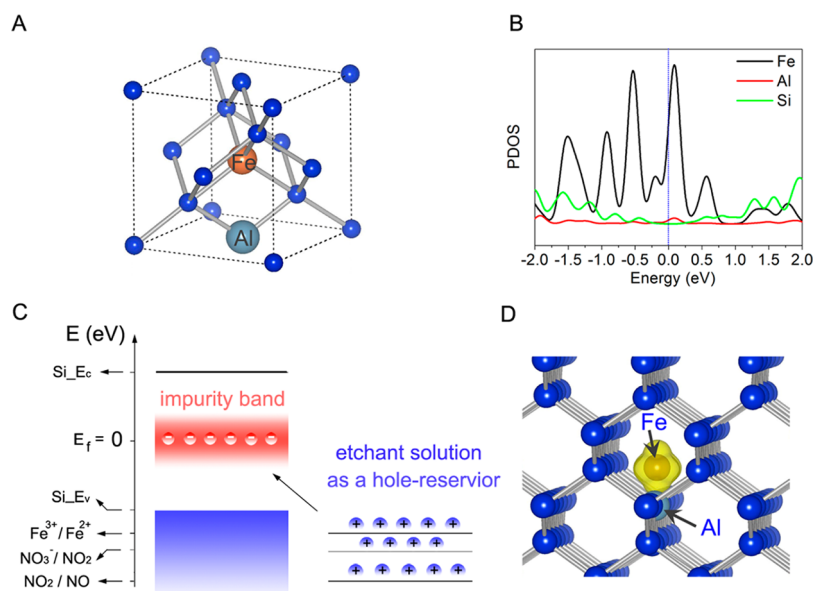 A
Fe
Al
B
PDOS
Fe
Al
Si
-2.0 -1.5 -1.0 -0.5 0.0 0.5 1.0 1.5 2.0
Energy (eV)
C
E (eV)
Si_Ec
impurity band
Ef = 0
etchant solution
as a hole-reservior
Si_Ev
Fe3+/Fe2+
NO3-/NO2
NO2/NO
+ + + + +
+ + + +
+ + + + +
D
Fe
Al